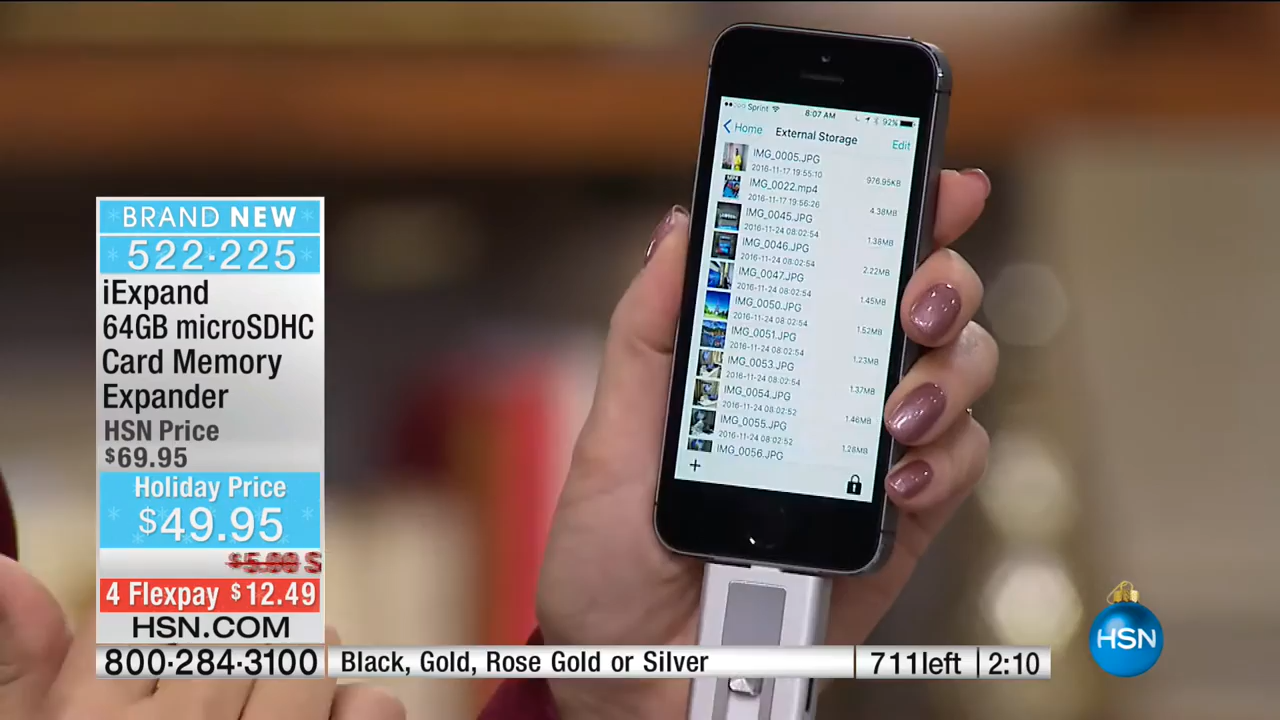 BRAND NEW
522·225
iExpand
64GB microSDHC
Card Memory
Expander
HSN Price
$69.95
Holiday Price
$49.95
$5.00 S
4 Flexpay $12.49
HSN.COM
800·284·3100
Black, Gold, Rose Gold or Silver
711 left
2:10
HSN
Sprint 8:07 AM 92%
Home External Storage Edit
IMG_0005.JPG
2016-11-17 19:55:10 976.95KB
IMG_0022.mp4
2016-11-17 19:56:26 4.38MB
IMG_0045.JPG
2016-11-24 08:02:54 1.38MB
IMG_0046.JPG
2016-11-24 08:02:54 2.22MB
IMG_0047.JPG
2016-11-24 08:02:54 1.45MB
IMG_0050.JPG
2016-11-24 08:02:54 1.52MB
IMG_0051.JPG
2016-11-24 08:02:54 1.23MB
IMG_0053.JPG
2016-11-24 08:02:54 1.37MB
IMG_0054.JPG
2016-11-24 08:02:52 1.46MB
IMG_0055.JPG
2016-11-24 08:02:52 1.28MB
IMG_0056.JPG
+